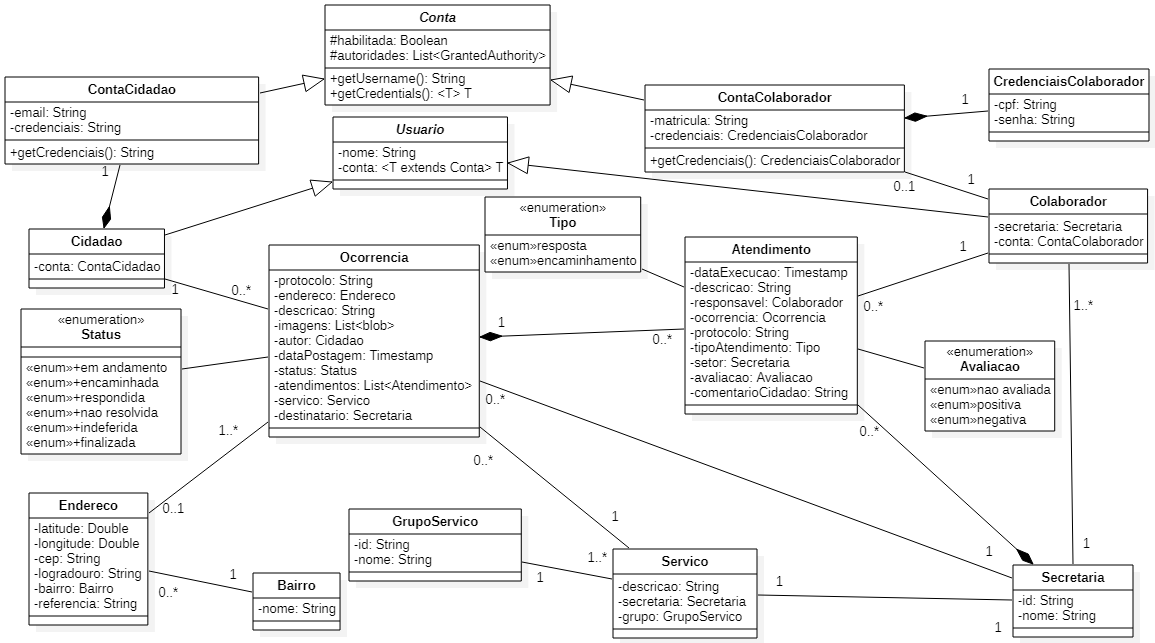 Conta
#habilitada: Boolean
#autoridades: List<GrantedAuthority>
+getUsername(): String
+getCredentials(): <T> T
ContaCidadao
-email: String
-credenciais: String
+getCredenciais(): String
1
ContaColaborador
-matricula: String
-credenciais: CredenciaisColaborador
+getCredenciais(): CredenciaisColaborador
0..1
1
1
CredenciaisColaborador
-cpf: String
-senha: String
Usuario
-nome: String
-conta: <T extends Conta> T
Colaborador
-secretaria: Secretaria
-conta: ContaColaborador
1
1..*
Cidadao
-conta: ContaCidadao
1
0..*
«enumeration»
Tipo
«enum»resposta
«enum»encaminhamento
Ocorrencia
-protocolo: String
-endereco: Endereco
-descricao: String
-imagens: List<blob>
-autor: Cidadao
-dataPostagem: Timestamp
-status: Status
-atendimentos: List<Atendimento>
-servico: Servico
-destinatario: Secretaria
1
0..*
0..*
1..*
0..*
Atendimento
-dataExecucao: Timestamp
-descricao: String
-responsavel: Colaborador
-ocorrencia: Ocorrencia
-protocolo: String
-tipoAtendimento: Tipo
-setor: Secretaria
-avaliacao: Avaliacao
-comentarioCidadao: String
0..*
0..*
«enumeration»
Status
«enum»+em andamento
«enum»+encaminhada
«enum»+respondida
«enum»+nao resolvida
«enum»+indeferida
«enum»+finalizada
«enumeration»
Avaliacao
«enum»nao avaliada
«enum»positiva
«enum»negativa
Endereco
-latitude: Double
-longitude: Double
-cep: String
-logradouro: String
-bairro: Bairro
-referencia: String
0..1
0..*
1
Bairro
-nome: String
GrupoServico
-id: String
-nome: String
1
1..*
1
Servico
-descricao: String
-secretaria: Secretaria
-grupo: GrupoServico
1
1
1
1
Secretaria
-id: String
-nome: String